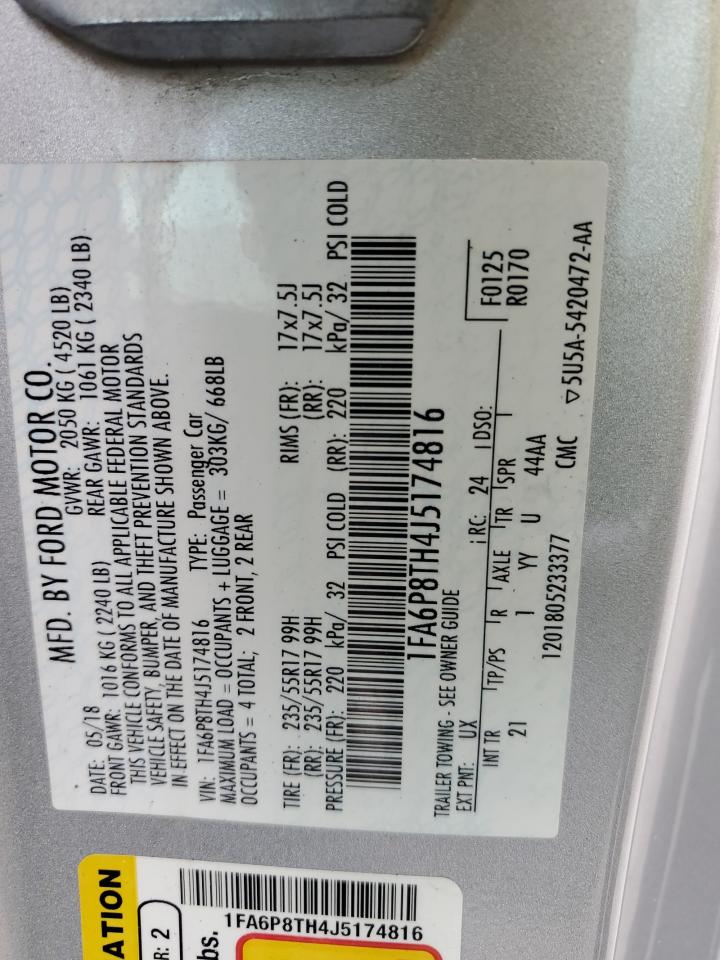 MFD. BY FORD MOTOR CO.
DATE: 05/18 GVWR: 2050 KG ( 4520 LB)
FRONT GAWR: 1016 KG ( 2240 LB) REAR GAWR: 1061 KG ( 2340 LB)
THIS VEHICLE CONFORMS TO ALL APPLICABLE FEDERAL MOTOR
VEHICLE SAFETY, BUMPER, AND THEFT PREVENTION STANDARDS
IN EFFECT ON THE DATE OF MANUFACTURE SHOWN ABOVE.
VIN: 1FA6P8TH4J5174816 TYPE: Passenger Car
MAXIMUM LOAD = OCCUPANTS + LUGGAGE = 303KG/ 668LB
OCCUPANTS = 4 TOTAL; 2 FRONT, 2 REAR
TIRE (FR): 235/55R17 99H RIMS (FR): 17x7.5J
(RR): 235/55R17 99H (RR): 17x7.5J
PRESSURE (FR): 220 kPa/ 32 PSI COLD (RR): 220 kPa/ 32 PSI COLD
1FA6P8TH4J5174816
TRAILER TOWING - SEE OWNER GUIDE
F0125
EXT PNT: UX RC: 24 DSO: R0170
INT TR TP/PS R AXLE TR SPR
21 1 YY U 44AA
1201805233377 CMC ▽5U5A-5420472-AA
ATION
R: 2
bs.
1FA6P8TH4J5174816